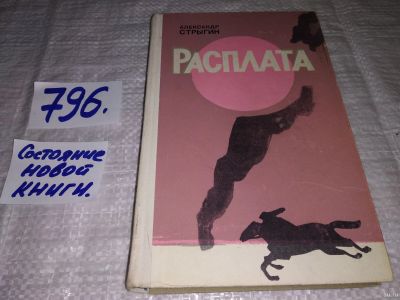 АЛЕКСАНДР
СТРЫГИН
РАСПЛАТА
796.
Состояние
новой
книги.